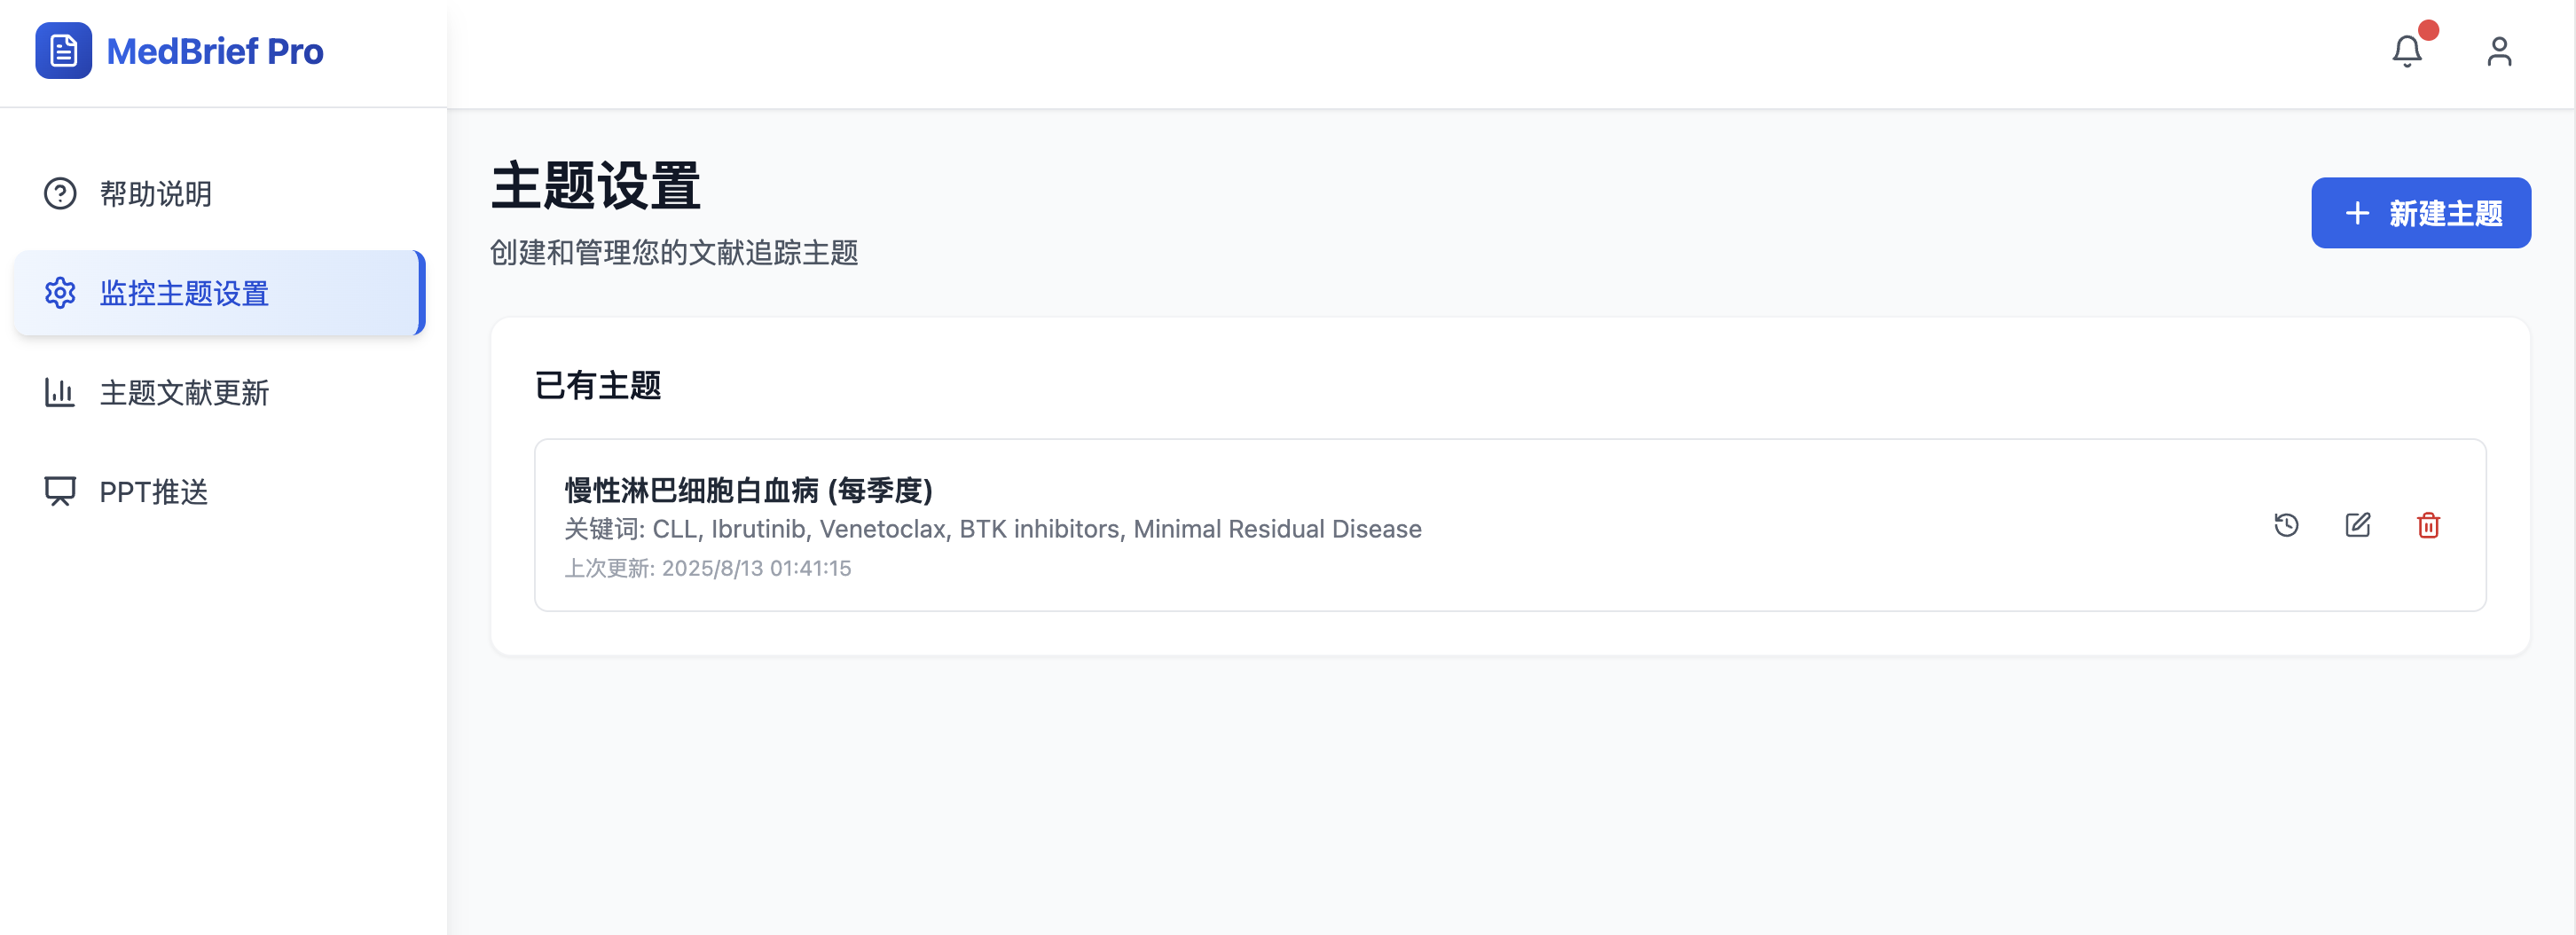 MedBrief Pro
帮助说明
监控主题设置
主题文献更新
PPT推送
主题设置
创建和管理您的文献追踪主题
新建主题
已有主题
慢性淋巴细胞白血病 (每季度)
关键词: CLL, Ibrutinib, Venetoclax, BTK inhibitors, Minimal Residual Disease
上次更新: 2025/8/13 01:41:15